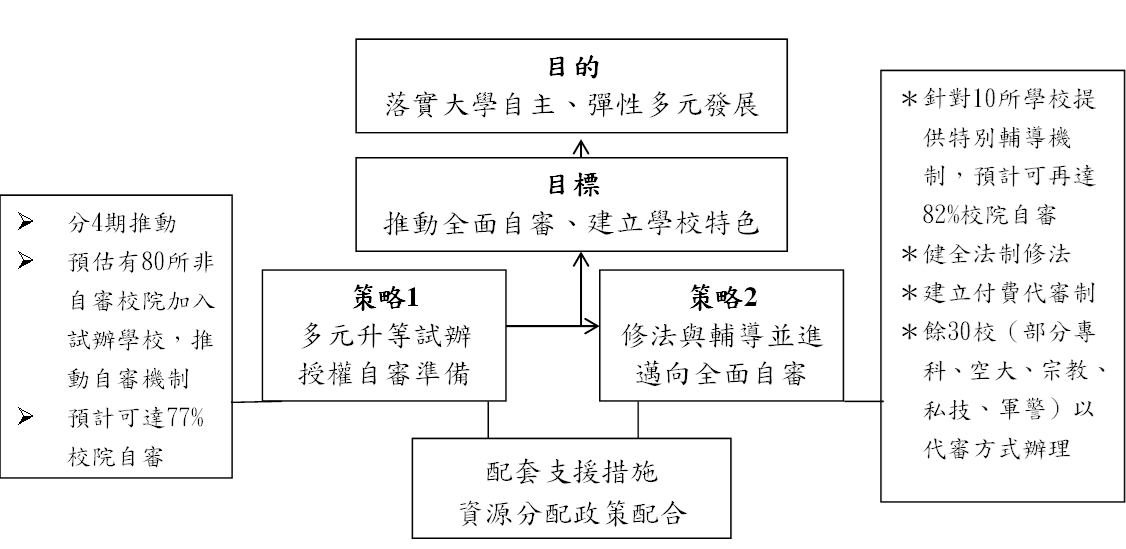 目的
落實大學自主、彈性多元發展
目標
推動全面自審、建立學校特色
➢ 分4期推動
➢ 預估有80所非
自審校院加入
試辦學校，推
動自審機制
➢ 預計可達77%
校院自審
策略1
多元升等試辦
授權自審準備
策略2
修法與輔導並進
邁向全面自審
配套支援措施
資源分配政策配合
＊針對10所學校提
供特別輔導機
制，預計可再達
82%校院自審
＊健全法制修法
＊建立付費代審制
＊餘30校（部分專
科、空大、宗教、
私技、軍警）以
代審方式辦理